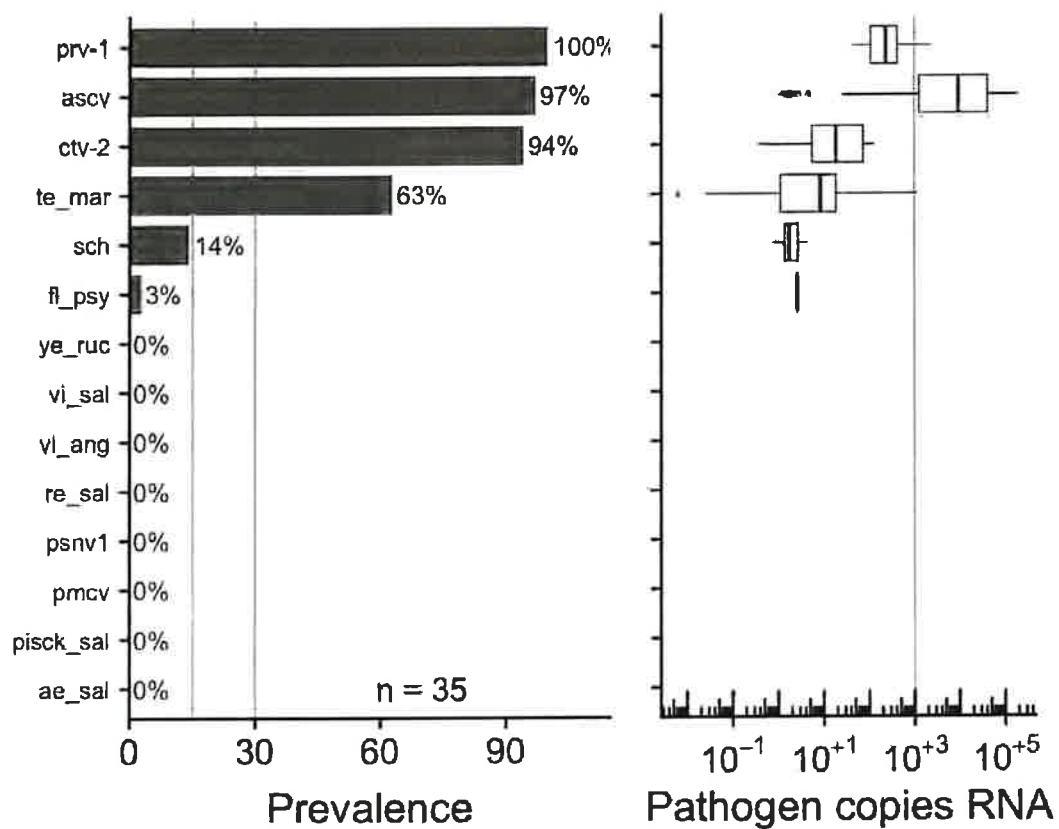 prv-1 100%
ascv 97%
ctv-2 94%
te_mar 63%
sch 14%
fl_psy 3%
ye_ruc 0%
vi_sal 0%
vi_ang 0%
re_sal 0%
psnv1 0%
pmcv 0%
pisck_sal 0%
ae_sal 0%
n = 35
0 30 60 90
10⁻¹ 10⁺¹ 10⁺³ 10⁺⁵
Prevalence
Pathogen copies RNA